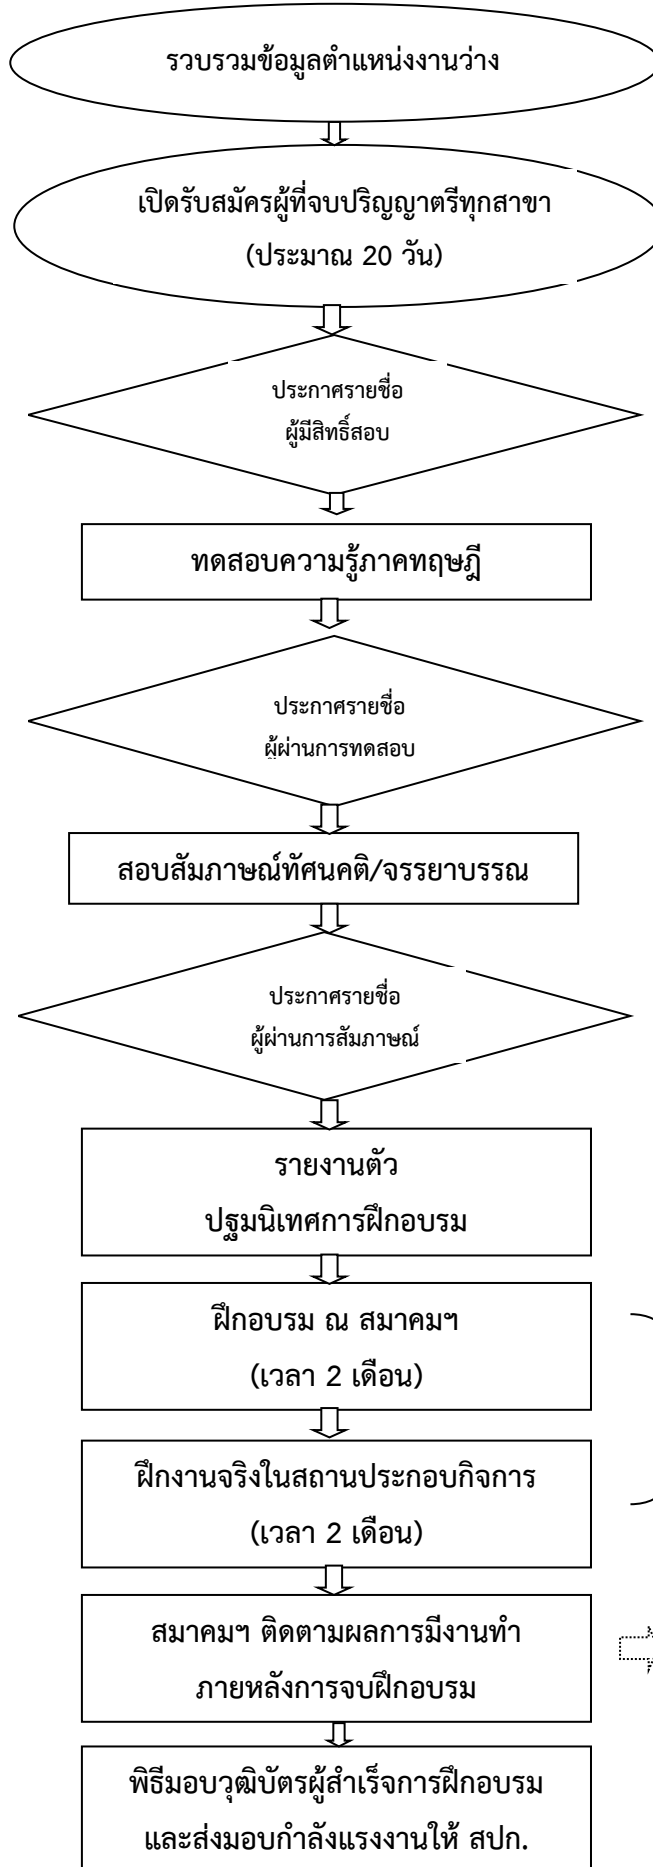 รวบรวมข้อมูลตำแหน่งงานว่าง
เปิดรับสมัครผู้ที่จบปริญญาตรีทุกสาขา
(ประมาณ 20 วัน)
ประกาศรายชื่อ
ผู้มีสิทธิ์สอบ
ทดสอบความรู้ภาคทฤษฎี
ประกาศรายชื่อ
ผู้ผ่านการทดสอบ
สอบสัมภาษณ์ทัศนคติ/จรรยาบรรณ
ประกาศรายชื่อ
ผู้ผ่านการสัมภาษณ์
รายงานตัว
ปฐมนิเทศการฝึกอบรม
ฝึกอบรม ณ สมาคมฯ
(เวลา 2 เดือน)
ฝึกงานจริงในสถานประกอบกิจการ
(เวลา 2 เดือน)
สมาคมฯ ติดตามผลการมีงานทำ
ภายหลังการจบฝึกอบรม
พิธีมอบวุฒิบัตรผู้สำเร็จการฝึกอบรม
และส่งมอบกำลังแรงงานให้ สปก.